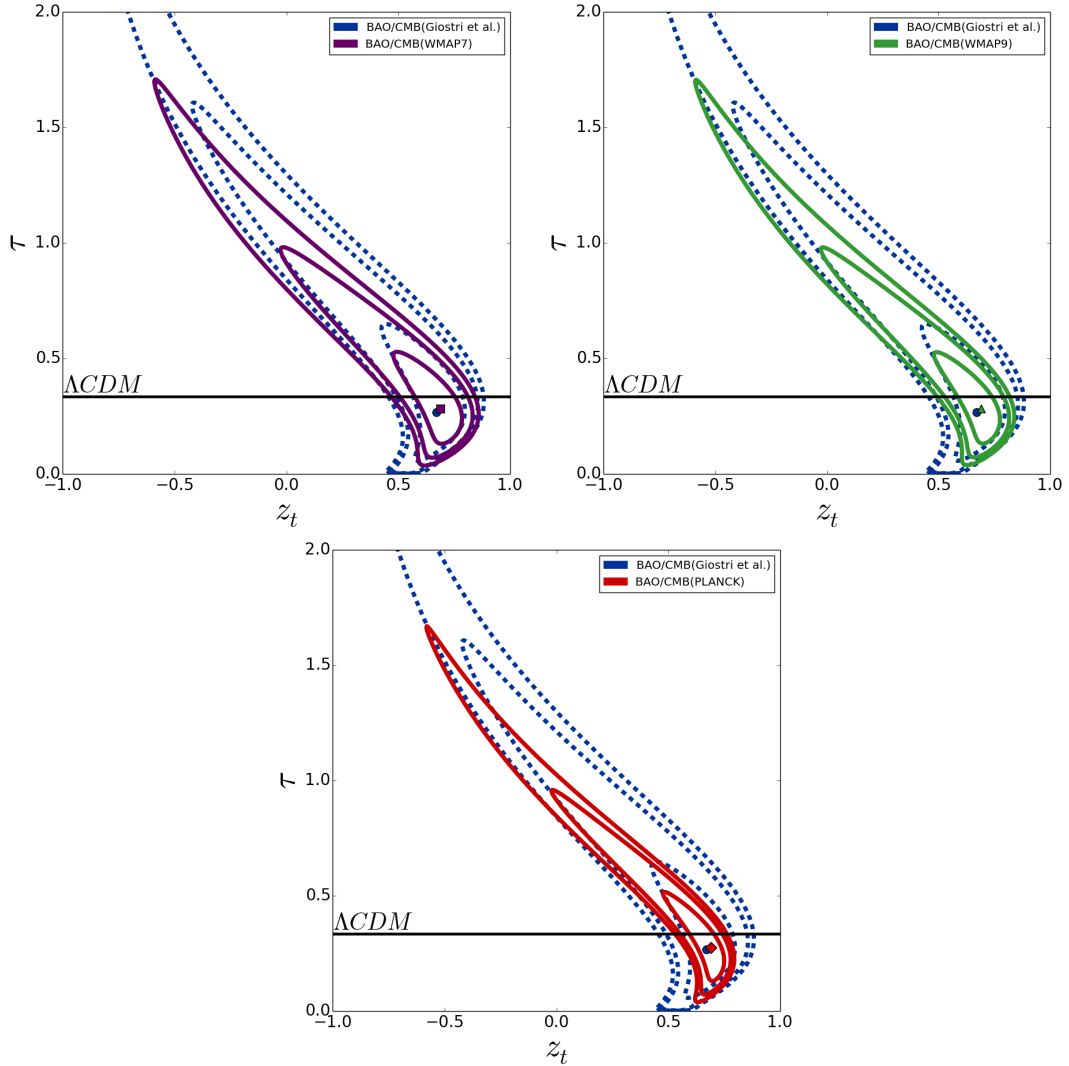 2.0
1.5
1.0
0.5
0.0
τ
ΛCDM
BAO/CMB(Giostri et al.)
BAO/CMB(WMAP7)
−1.0 −0.5 0.0 0.5 1.0
z_t
2.0
1.5
1.0
0.5
0.0
τ
ΛCDM
BAO/CMB(Giostri et al.)
BAO/CMB(WMAP9)
−1.0 −0.5 0.0 0.5 1.0
z_t
2.0
1.5
1.0
0.5
0.0
τ
ΛCDM
BAO/CMB(Giostri et al.)
BAO/CMB(PLANCK)
−1.0 −0.5 0.0 0.5 1.0
z_t